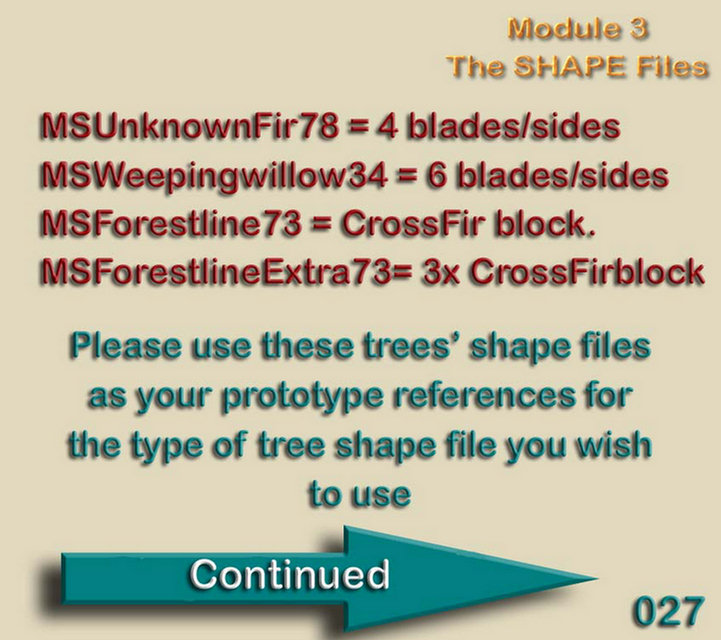 Module 3
The SHAPE Files
MSUnknownFir78 = 4 blades/sides
MSWeepingwillow34 = 6 blades/sides
MSForestline73 = CrossFir block.
MSForestlineExtra73= 3x CrossFirblock
Please use these trees’ shape files
as your prototype references for
the type of tree shape file you wish
to use
Continued
027